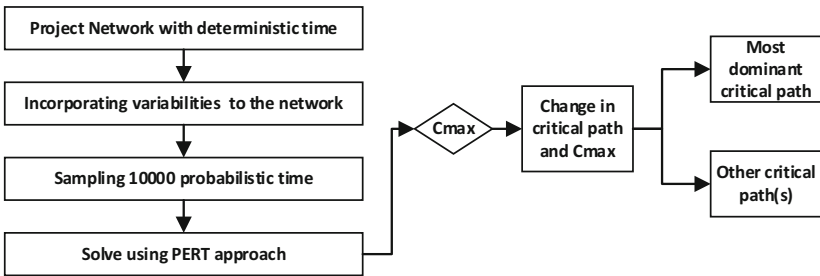 Project Network with deterministic time
Incorporating variabilities to the network
Sampling 10000 probabilistic time
Solve using PERT approach
Cmax
Change in
critical path
and Cmax
Most
dominant
critical path
Other critical
path(s)